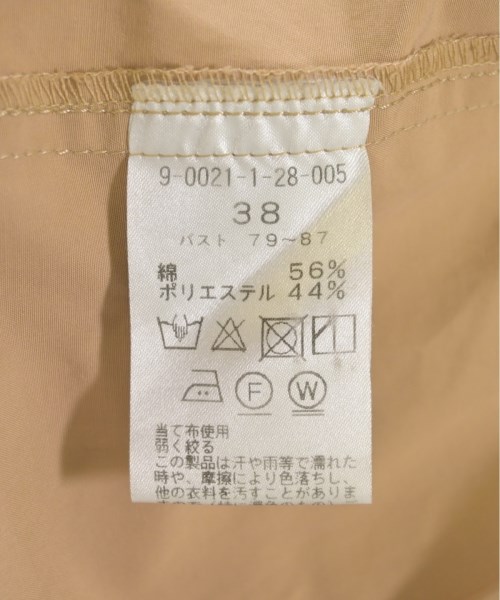 9-0021-1-28-005
38
バスト 79~87
綿 56%
ポリエステル 44%
F W
当て布使用
弱く絞る
この製品は汗や雨等で濡れた
時や、摩擦により色落ちし、
他の衣料を汚すことがありま